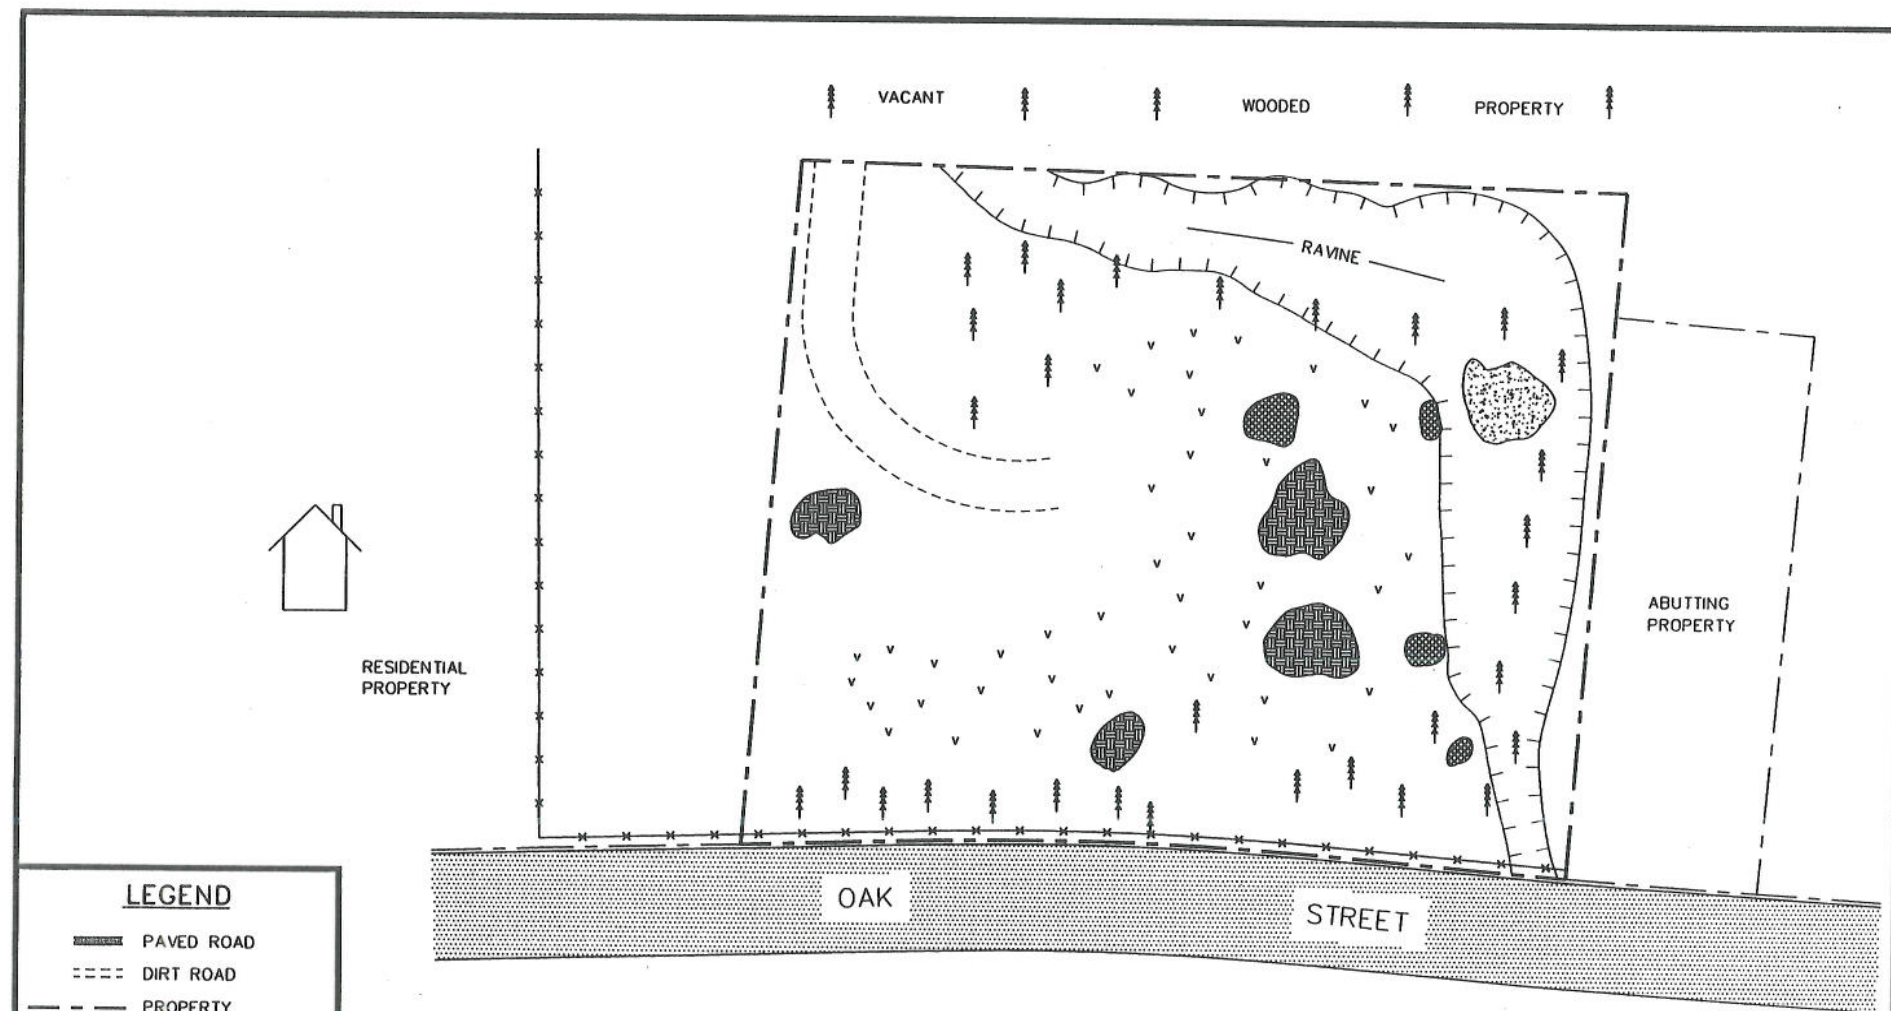 VACANT WOODED PROPERTY
RAVINE
ABUTTING
PROPERTY
RESIDENTIAL
PROPERTY
OAK STREET
LEGEND
PAVED ROAD
DIRT ROAD
PROPERTY